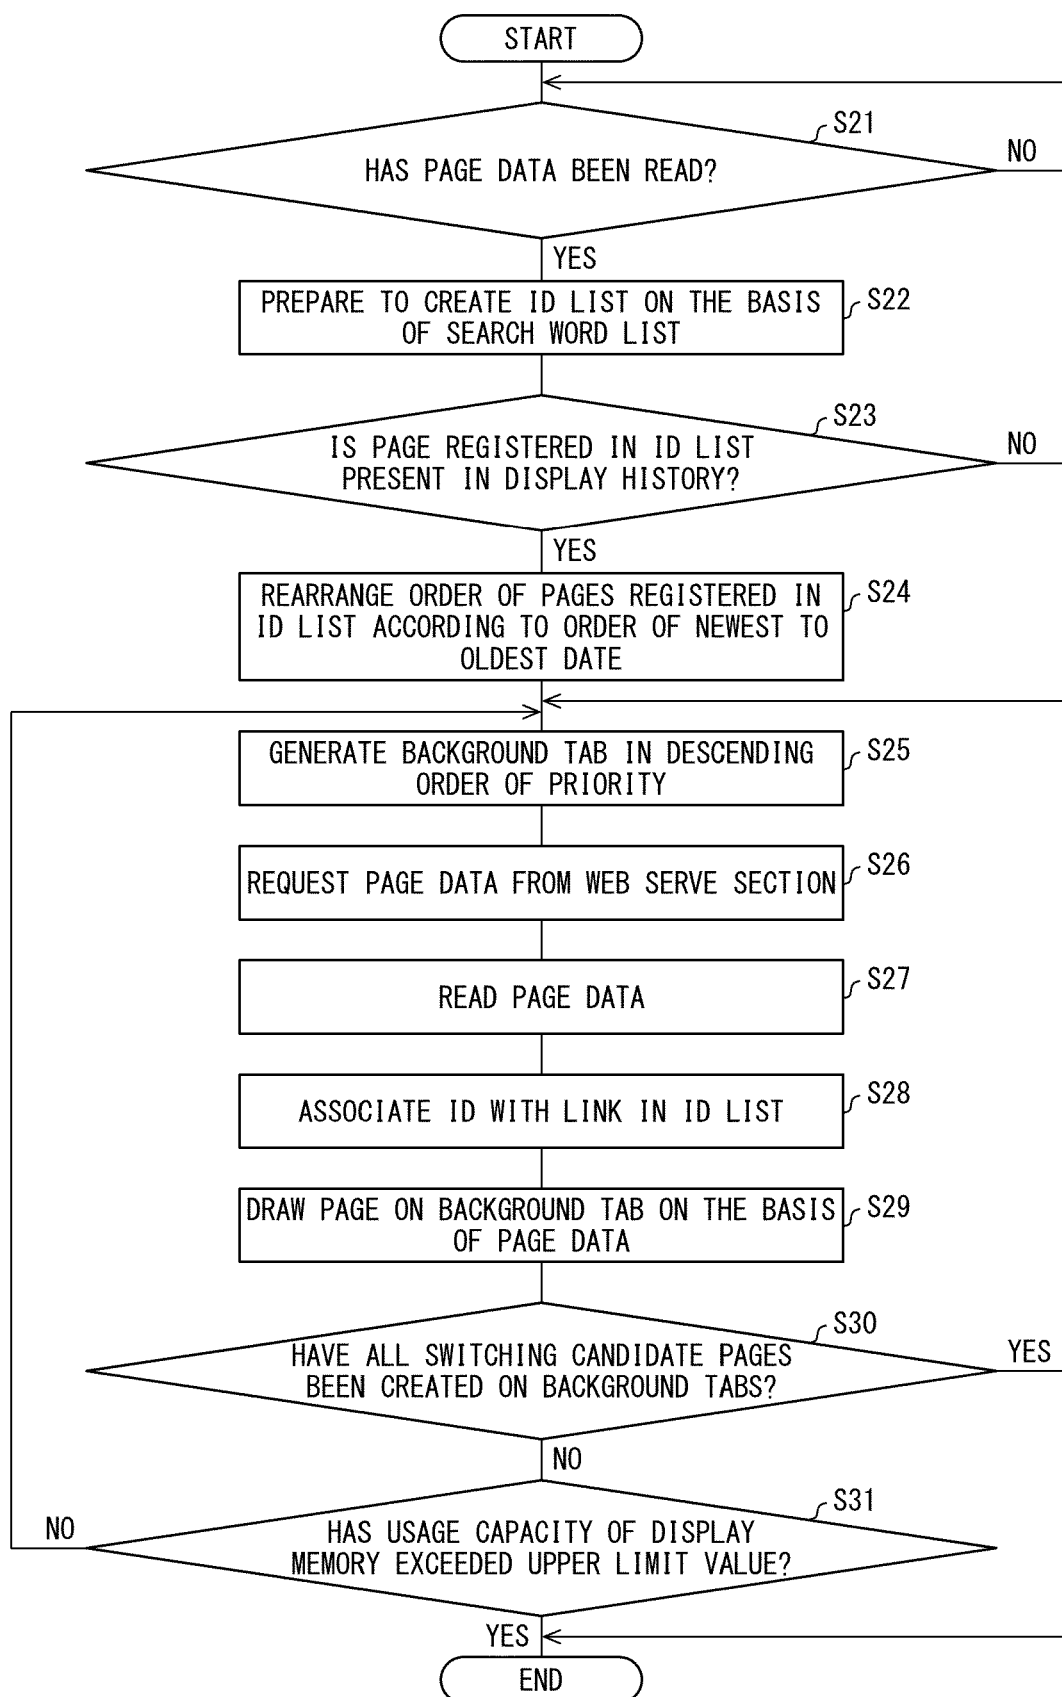 START
S21
HAS PAGE DATA BEEN READ?
NO
YES
PREPARE TO CREATE ID LIST ON THE BASIS
OF SEARCH WORD LIST
S22
S23
IS PAGE REGISTERED IN ID LIST
PRESENT IN DISPLAY HISTORY?
NO
YES
REARRANGE ORDER OF PAGES REGISTERED IN
ID LIST ACCORDING TO ORDER OF NEWEST TO
OLDEST DATE
S24
GENERATE BACKGROUND TAB IN DESCENDING
ORDER OF PRIORITY
S25
REQUEST PAGE DATA FROM WEB SERVE SECTION
S26
READ PAGE DATA
S27
ASSOCIATE ID WITH LINK IN ID LIST
S28
DRAW PAGE ON BACKGROUND TAB ON THE BASIS
OF PAGE DATA
S29
S30
HAVE ALL SWITCHING CANDIDATE PAGES
BEEN CREATED ON BACKGROUND TABS?
YES
NO
S31
HAS USAGE CAPACITY OF DISPLAY
MEMORY EXCEEDED UPPER LIMIT VALUE?
NO
YES
END